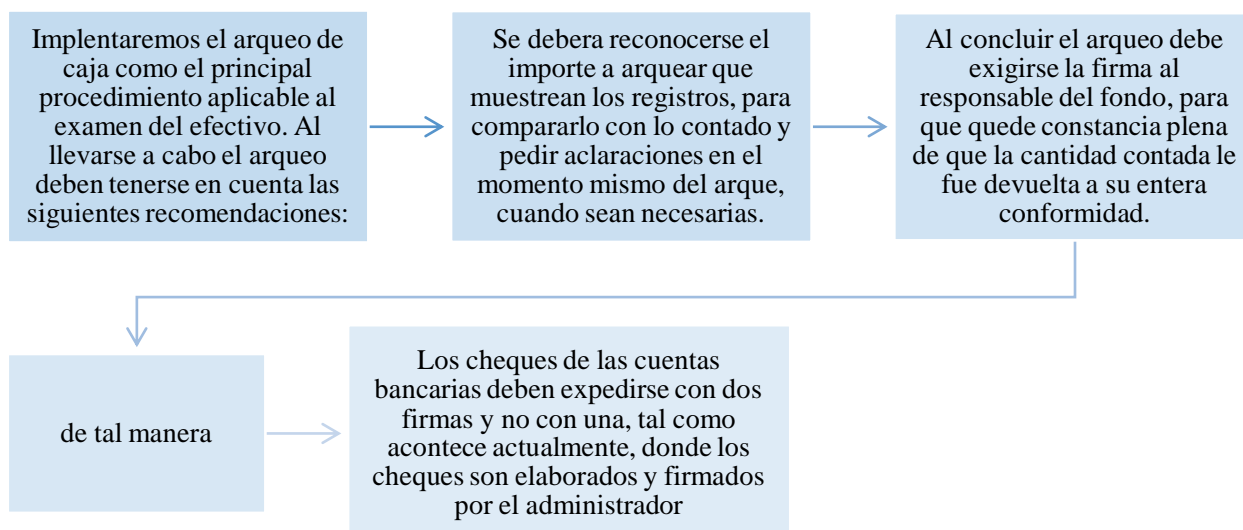 Implentaremos el arqueo de
caja como el principal
procedimiento aplicable al
examen del efectivo. Al
llevarse a cabo el arqueo
deben tenerse en cuenta las
siguientes recomendaciones:
Se debera reconocerse el
importe a arquear que
muestrean los registros, para
compararlo con lo contado y
pedir aclaraciones en el
momento mismo del arque,
cuando sean necesarias.
Al concluir el arqueo debe
exigirse la firma al
responsable del fondo, para
que quede constancia plena
de que la cantidad contada le
fue devuelta a su entera
conformidad.
de tal manera
Los cheques de las cuentas
bancarias deben expedirse con dos
firmas y no con una, tal como
acontece actualmente, donde los
cheques son elaborados y firmados
por el administrador